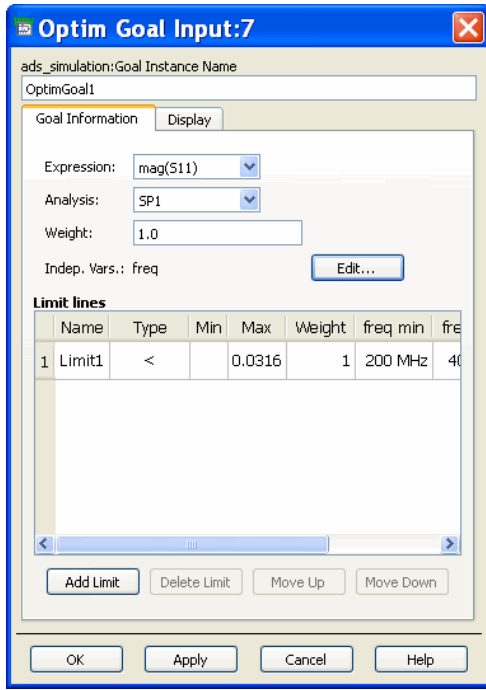 Optim Goal Input:7
ads_simulation:Goal Instance Name
OptimGoal1
Goal Information Display
Expression: mag(S11)
Analysis: SP1
Weight: 1.0
Indep. Vars.: freq Edit...
Limit lines
Name Type Min Max Weight freq min fre
1 Limit1 < 0.0316 1 200 MHz 40
Add Limit Delete Limit Move Up Move Down
OK Apply Cancel Help